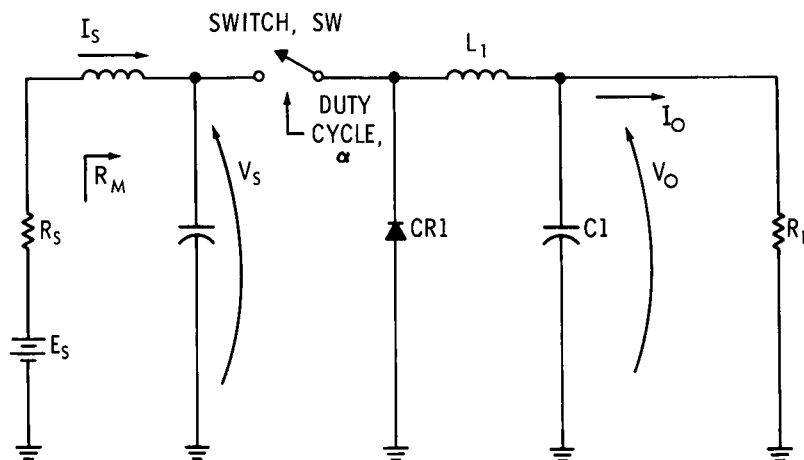 SWITCH, SW
I_S
L_1
DUTY
CYCLE,
α
I_O
R_M
V_S
V_O
R_S
CR1
C1
R_L
E_S